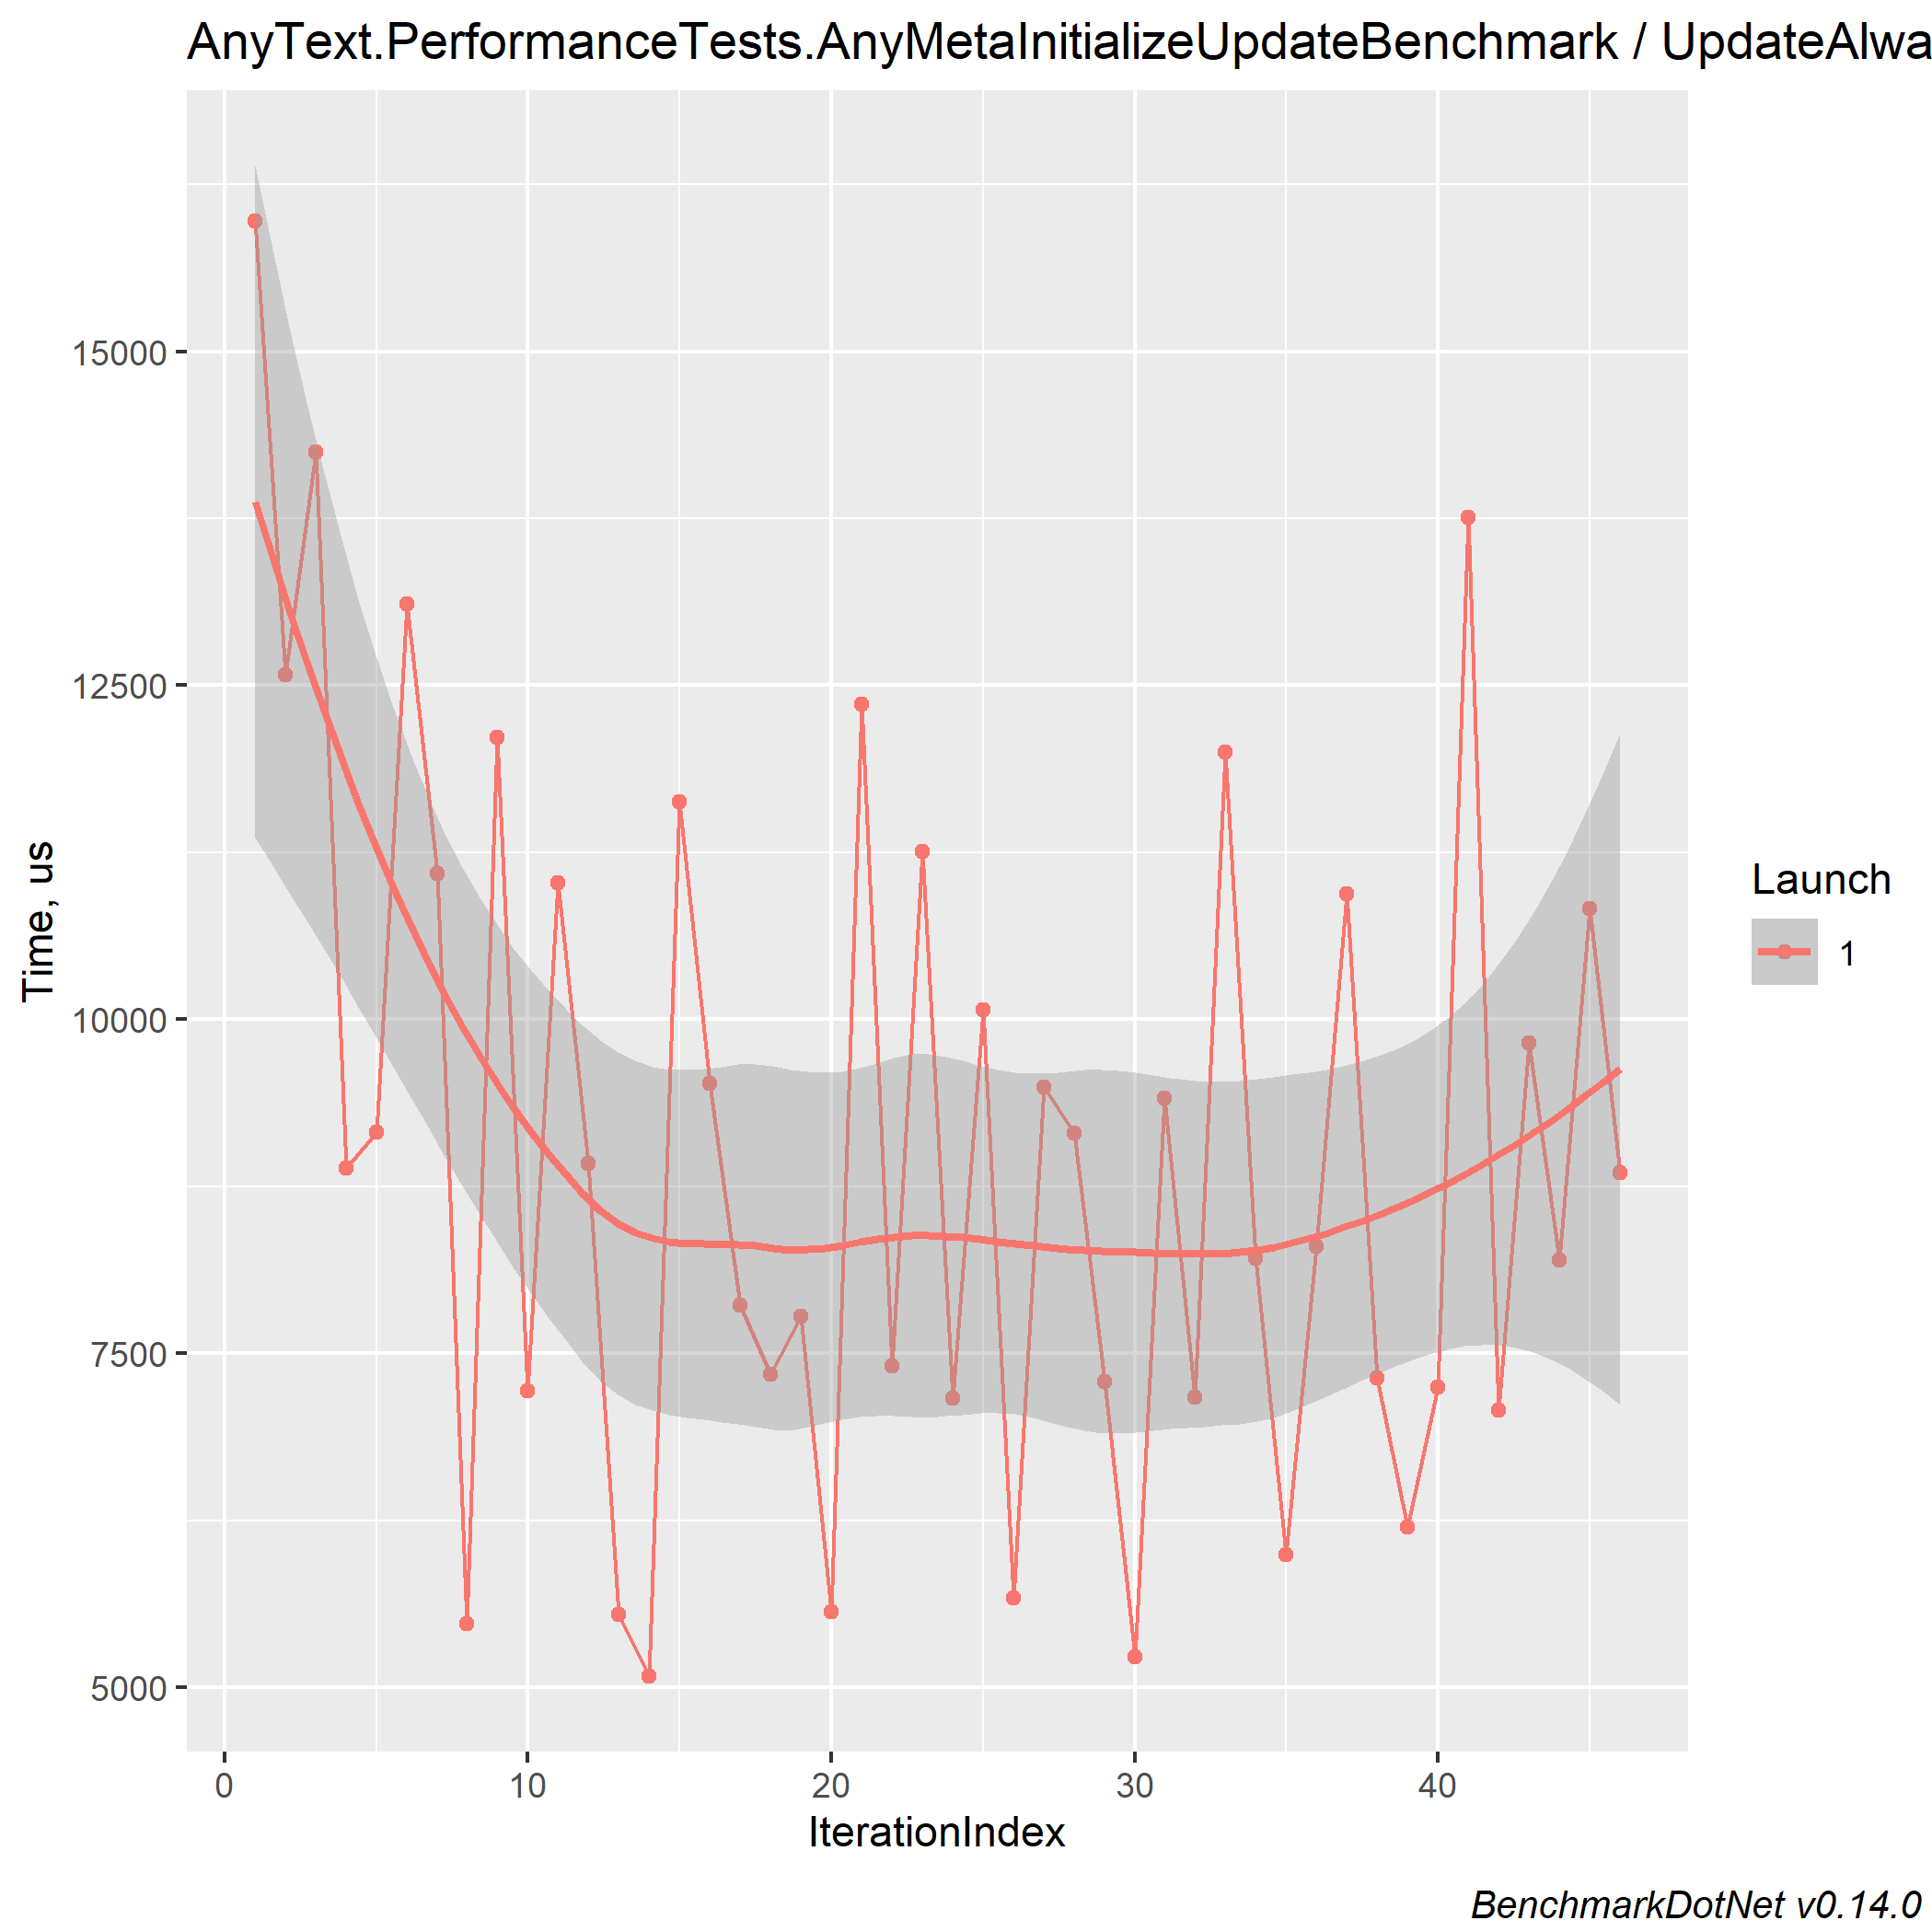 AnyText.PerformanceTests.AnyMetaInitializeUpdateBenchmark / UpdateAlwa
Time, us
15000
12500
10000
7500
5000
0 10 20 30 40
IterationIndex
Launch
1
BenchmarkDotNet v0.14.0